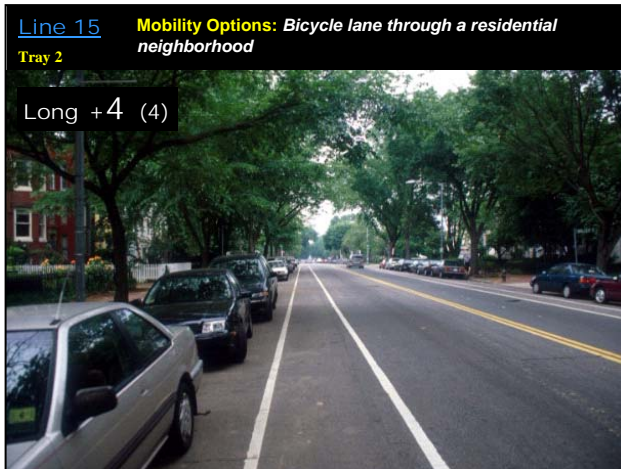 Line 15
Mobility Options: Bicycle lane through a residential
neighborhood
Tray 2
Long +4 (4)